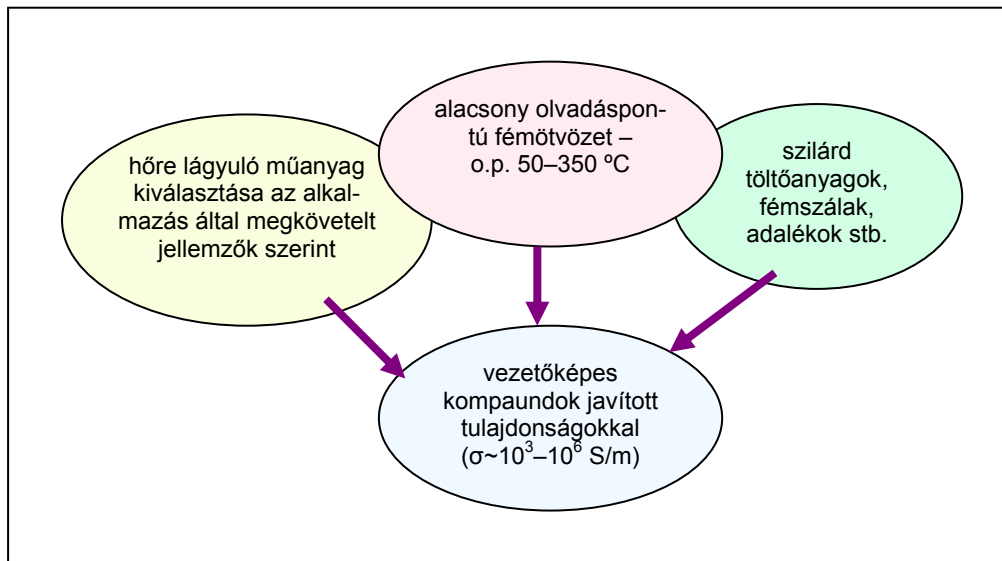 hőre lágyuló műanyag
kiválasztása az alkal-
mazás által megkövetelt
jellemzők szerint
alacsony olvadáspon-
tú fémötvözet –
o.p. 50–350 ºC
szilárd
töltőanyagok,
fémszálak,
adalékok stb.
vezetőképes
kompaundok javított
tulajdonságokkal
(σ~10³–10⁶ S/m)